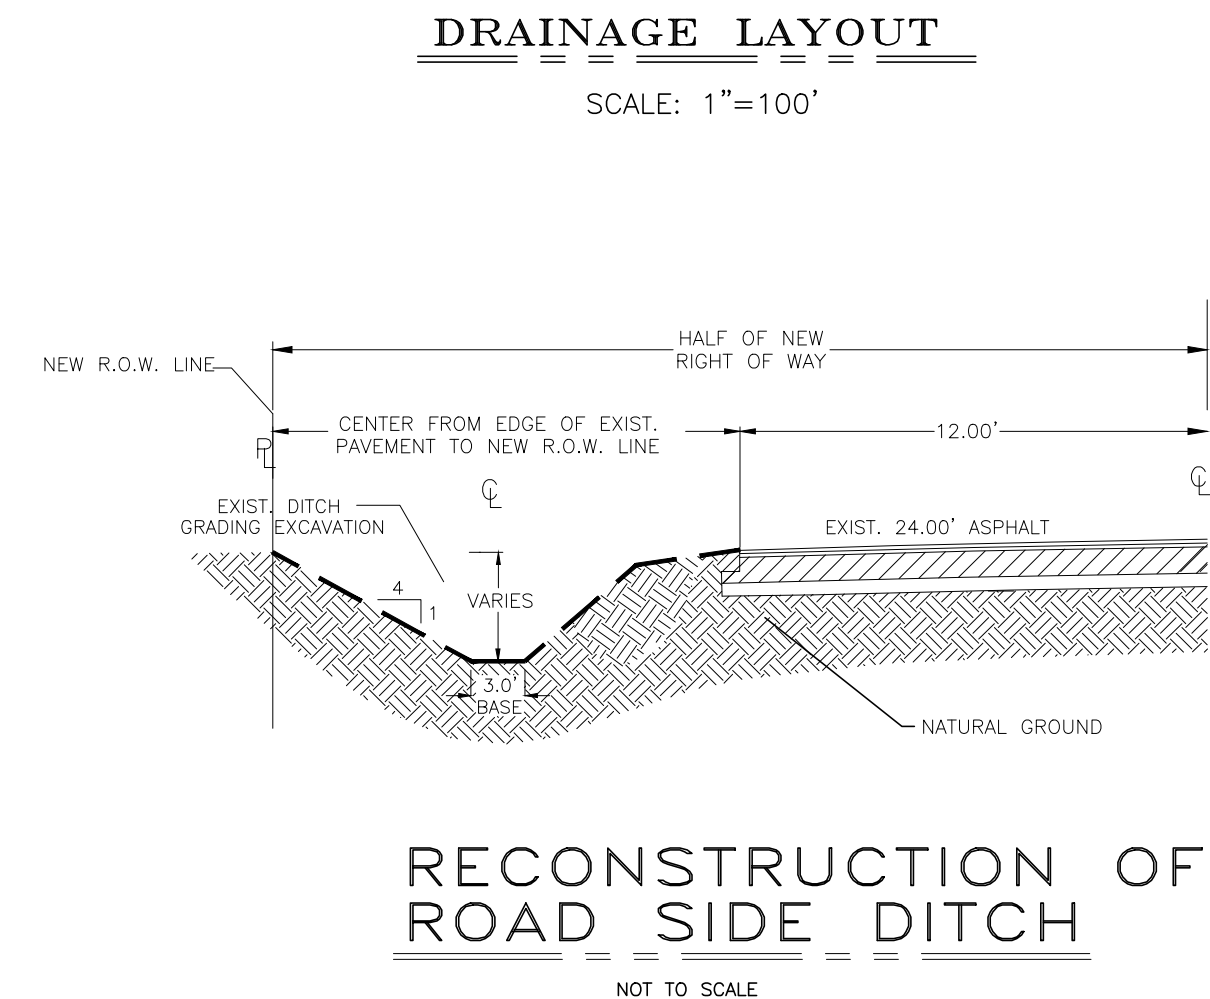 DRAINAGE LAYOUT
SCALE: 1"=100'
HALF OF NEW
RIGHT OF WAY
NEW R.O.W. LINE
CENTER FROM EDGE OF EXIST.
PAVEMENT TO NEW R.O.W. LINE
12.00'
PL
CL
CL
EXIST. DITCH
GRADING EXCAVATION
EXIST. 24.00' ASPHALT
4
1
VARIES
3.0'
BASE
NATURAL GROUND
RECONSTRUCTION OF
ROAD SIDE DITCH
NOT TO SCALE